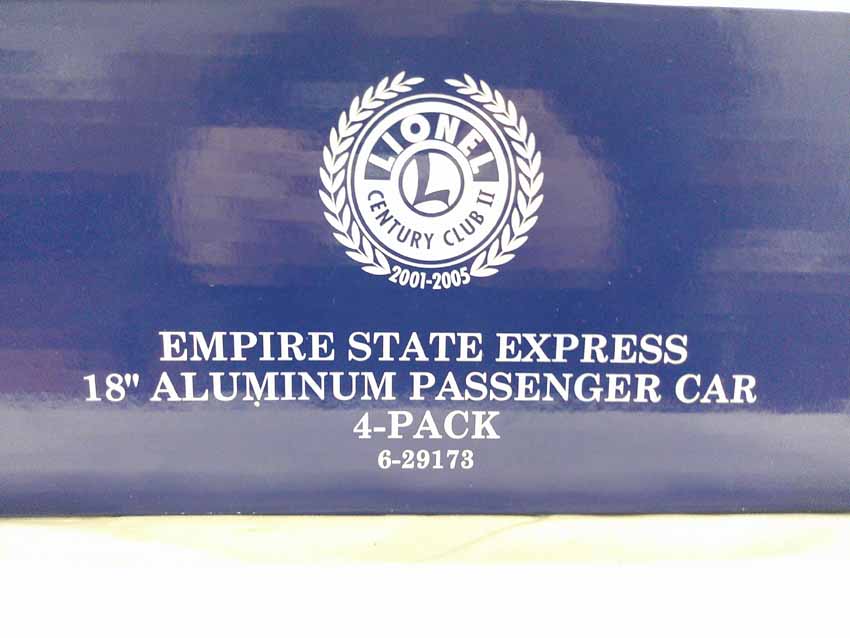 LIONEL
L
CENTURY CLUB II
2001-2005
EMPIRE STATE EXPRESS
18" ALUMINUM PASSENGER CAR
4-PACK
6-29173